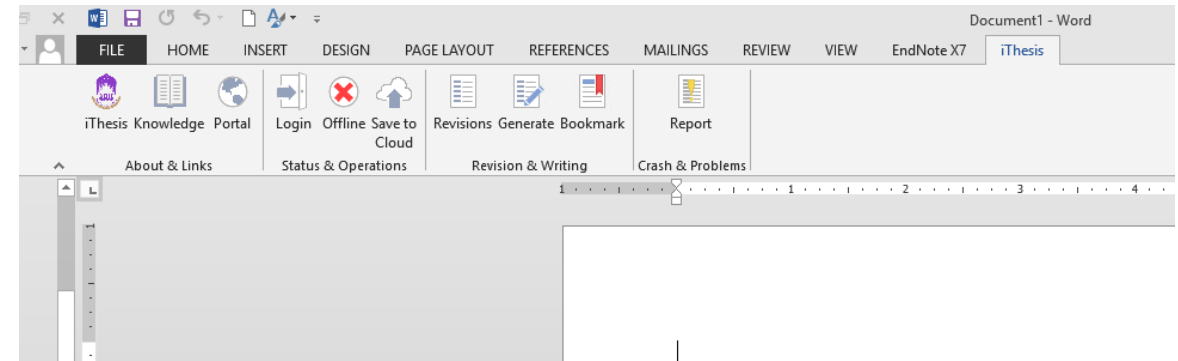 Document1 - Word
FILE HOME INSERT DESIGN PAGE LAYOUT REFERENCES MAILINGS REVIEW VIEW EndNote X7 iThesis
iThesis Knowledge Portal Login Offline Save to Cloud Revisions Generate Bookmark Report
About & Links Status & Operations Revision & Writing Crash & Problems
1 1 2 3 4
1